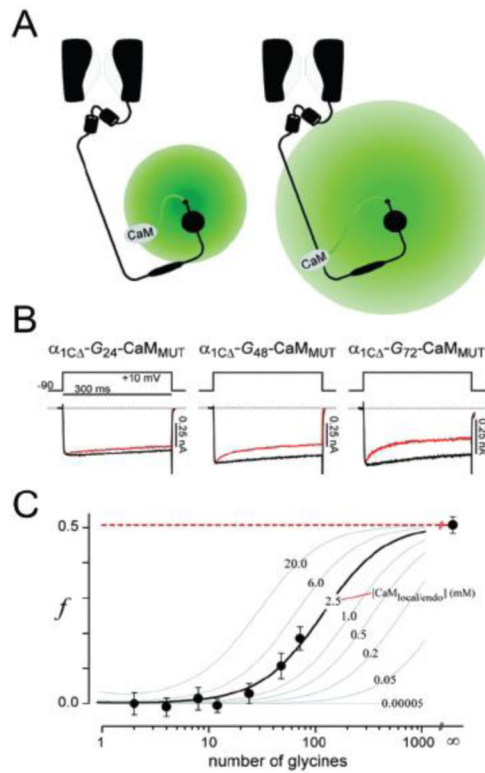 A
CaM
CaM
B
α1CΔ-G24-CaMMUT
α1CΔ-G48-CaMMUT
α1CΔ-G72-CaMMUT
-90
+10 mV
300 ms
0.25 nA
0.25 nA
0.25 nA
C
0.5
f
0.0
20.0
6.0
2.5
[CaMlocal/endo] (mM)
1.0
0.5
0.2
0.05
0.00005
1
10
100
1000
∞
number of glycines